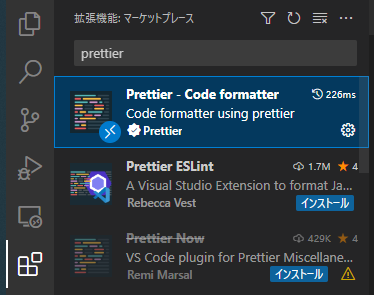 拡張機能: マーケットプレース
prettier
Prettier - Code formatter 226ms
Code formatter using prettier
Prettier
Prettier ESLint 1.7M 4
A Visual Studio Extension to format Ja...
Rebecca Vest インストール
Prettier Now 429K 4
VS Code plugin for Prettier Miscellane...
Remi Marsal インストール